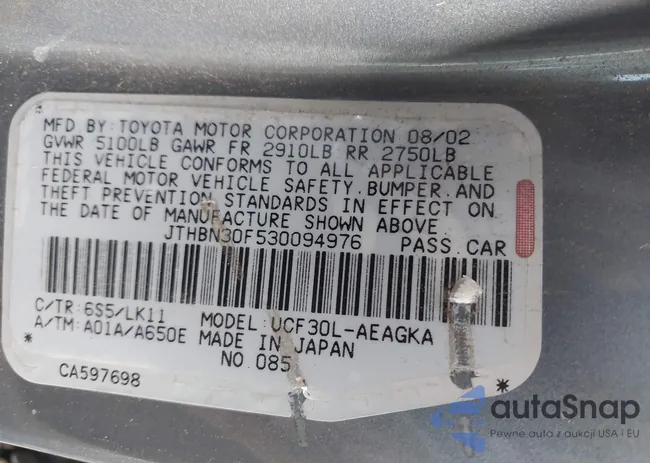 MFD BY: TOYOTA MOTOR CORPORATION 08/02
GVWR 5100LB GAWR FR 2910LB RR 2750LB
THIS VEHICLE CONFORMS TO ALL APPLICABLE
FEDERAL MOTOR VEHICLE SAFETY, BUMPER, AND
THEFT PREVENTION STANDARDS IN EFFECT ON
THE DATE OF MANUFACTURE SHOWN ABOVE.
JTHBN30F530094976 PASS. CAR
C/TR: 6S5/LK11 MODEL: UCF30L-AEAGKA
A/TM: A01A/A650E MADE IN JAPAN
NO. 085
CA597698
autaSnap
Pewne auta z aukcji USA i EU